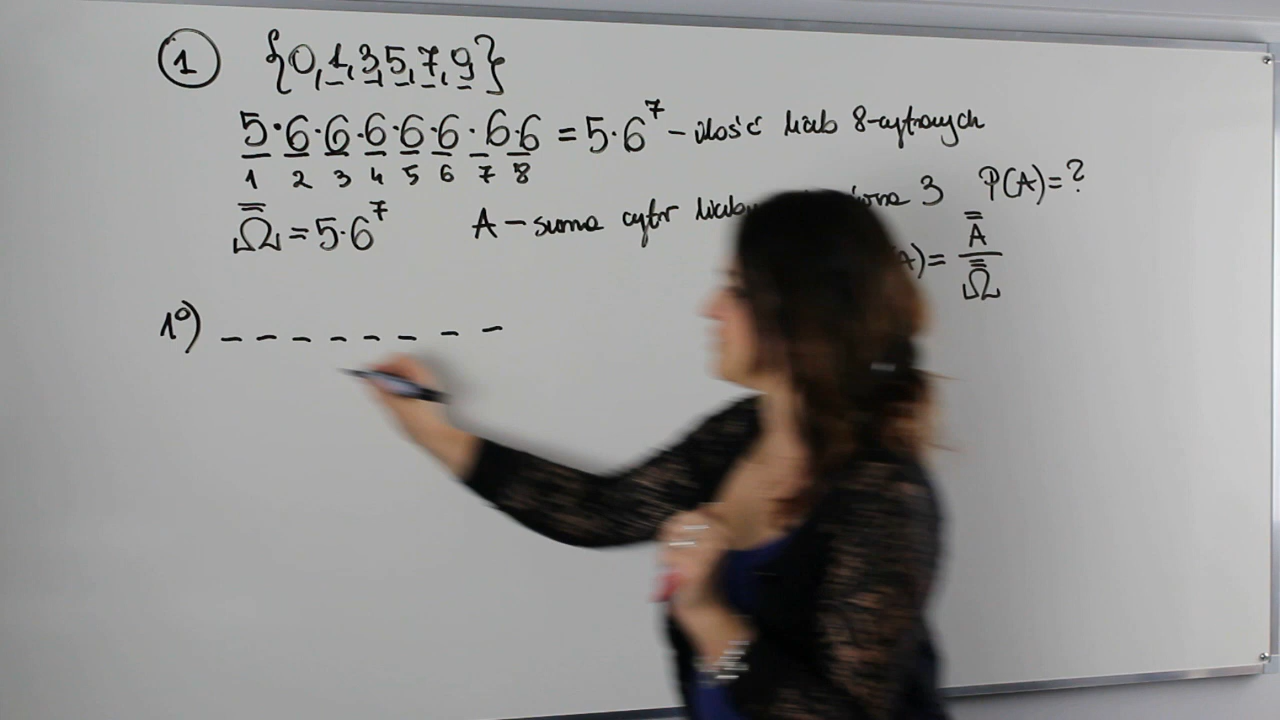 1 {0,1,3,5,7,9}
5·6·6·6·6·6·6·6 = 5·6⁷ – ilość liczb 8-cyfrowych
1 2 3 4 5 6 7 8
Ω̿ = 5·6⁷ A – suma cyfr liczby 3 P(A)=?
A)= A̿/Ω̿
1°) _ _ _ _ _ _ _ _